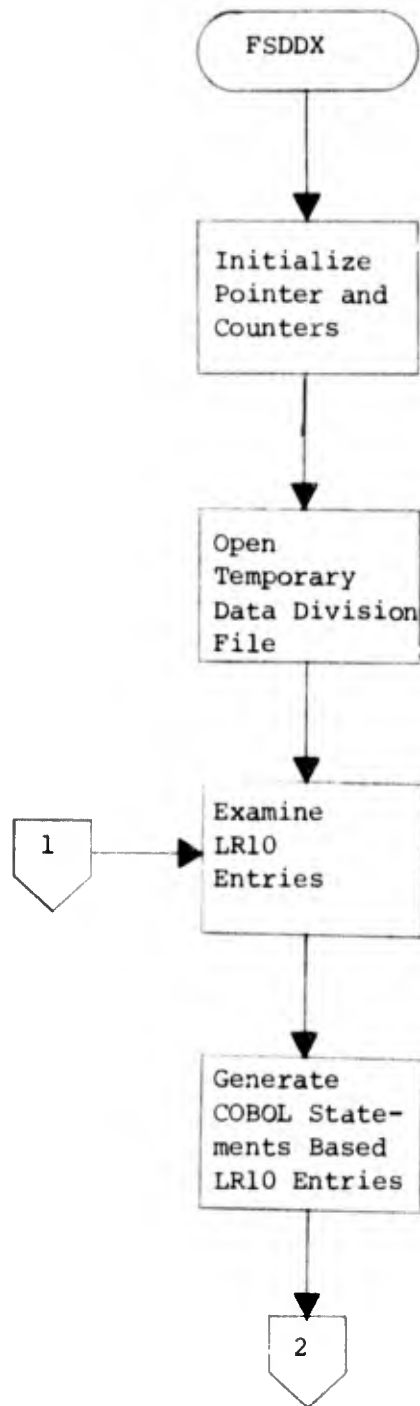 FSDDX
Initialize
Pointer and
Counters
Open
Temporary
Data Division
File
1
Examine
LR10
Entries
Generate
COBOL State-
ments Based
LR10 Entries
2